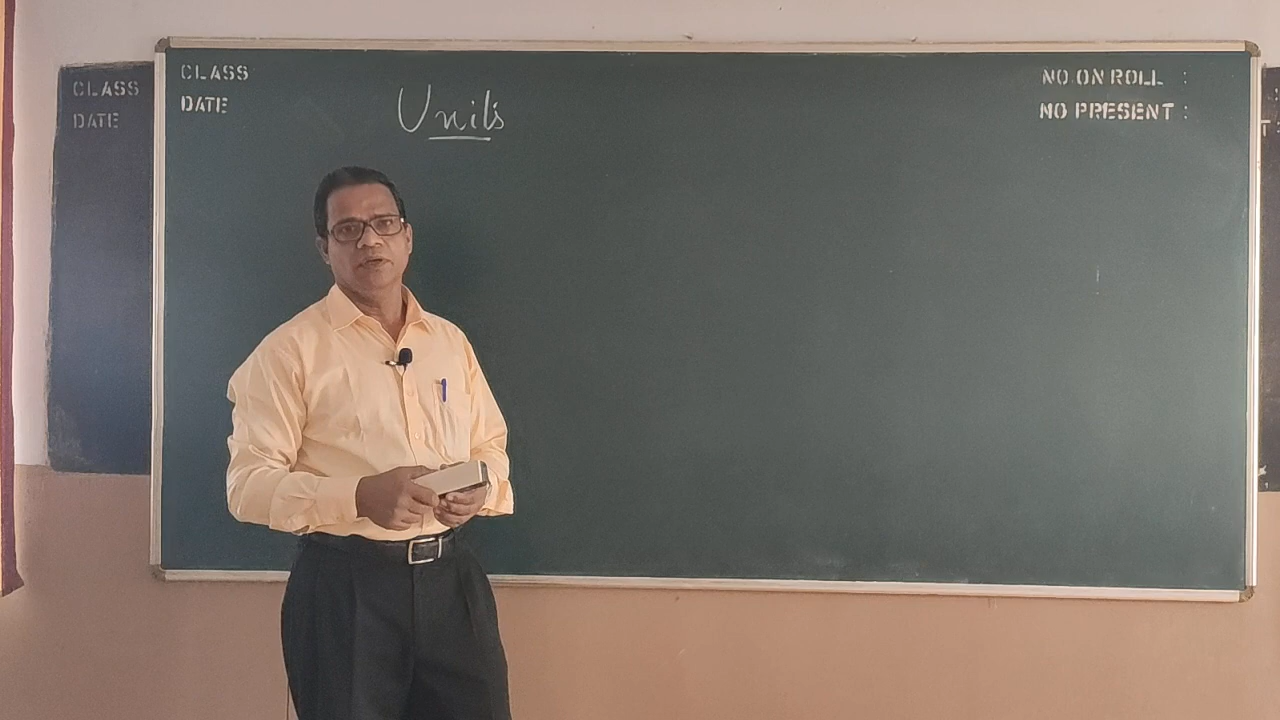 CLASS
DATE
CLASS
DATE
Units
NO ON ROLL :
NO PRESENT :